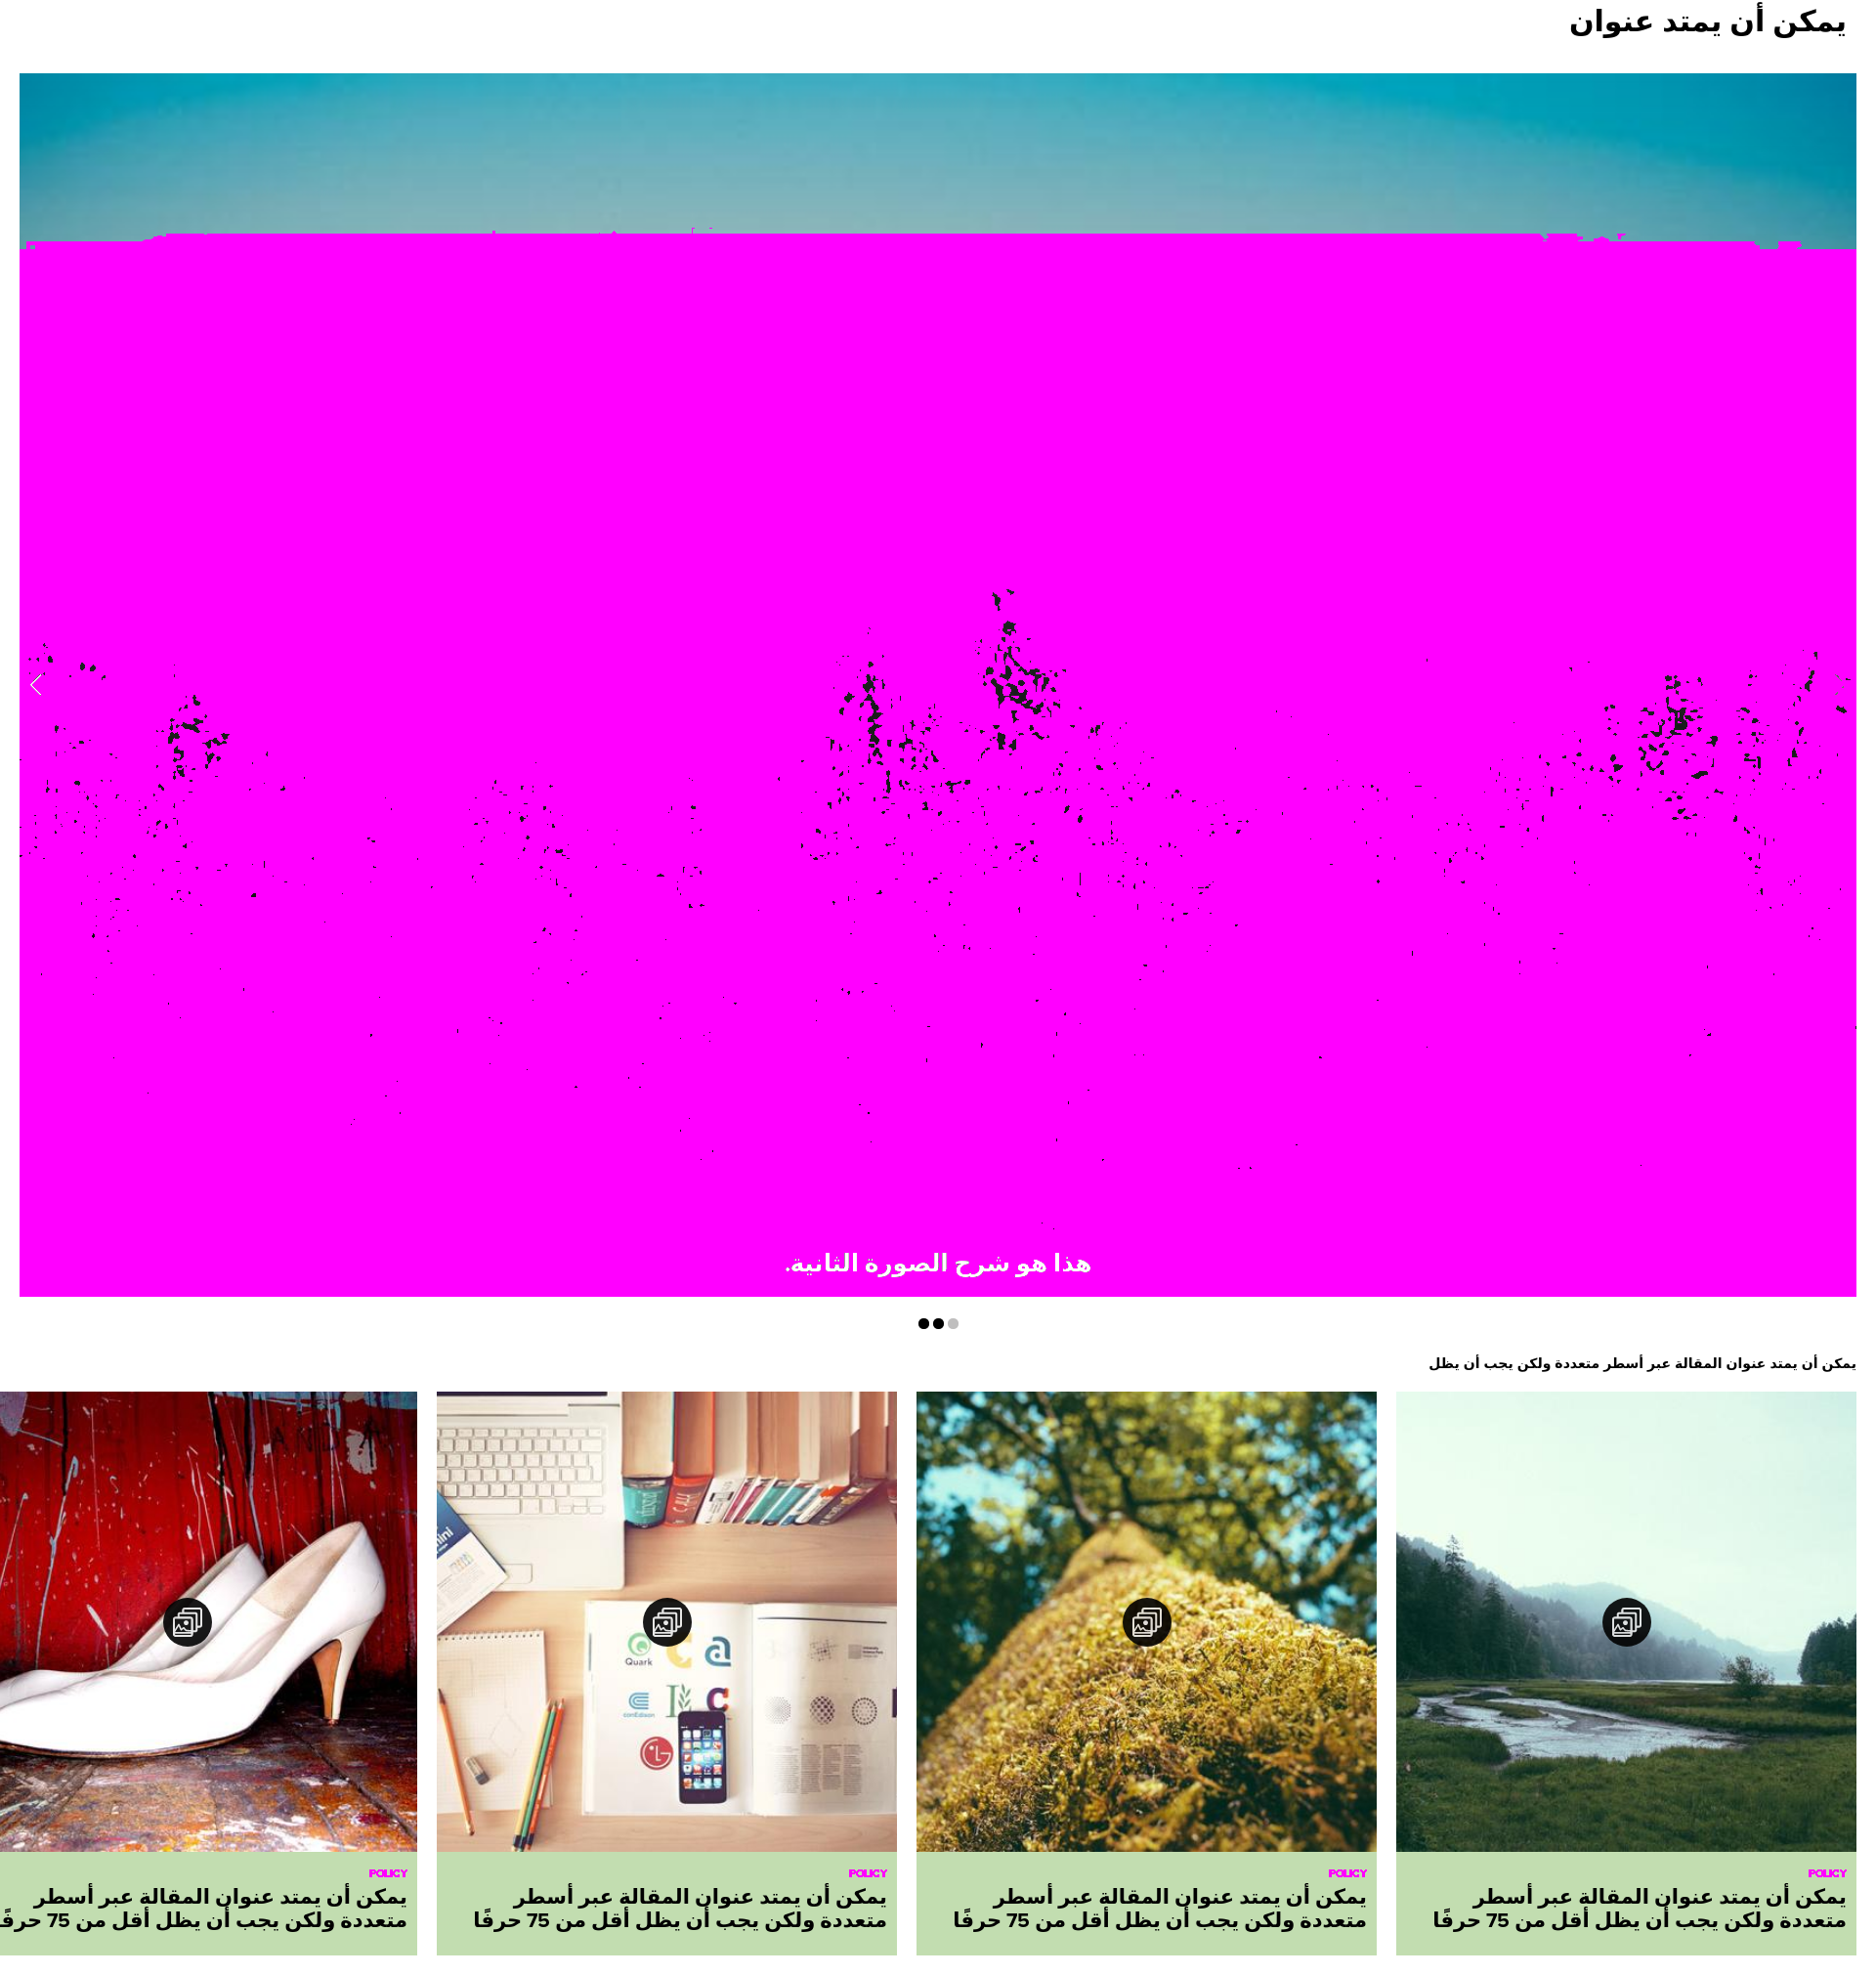 يمكن أن يمتد عنوان
هذا هو شرح الصورة الثانية.
يمكن أن يمتد عنوان المقالة عبر أسطر متعددة ولكن يجب أن يظل
Quark
conEdison
LG
POLICY
يمكن أن يمتد عنوان المقالة عبر أسطر
متعددة ولكن يجب أن يظل أقل من 75 حرفًا
POLICY
يمكن أن يمتد عنوان المقالة عبر أسطر
متعددة ولكن يجب أن يظل أقل من 75 حرفًا
POLICY
يمكن أن يمتد عنوان المقالة عبر أسطر
متعددة ولكن يجب أن يظل أقل من 75 حرفًا
POLICY
يمكن أن يمتد عنوان المقالة عبر أسطر
متعددة ولكن يجب أن يظل أقل من 75 حرفًا